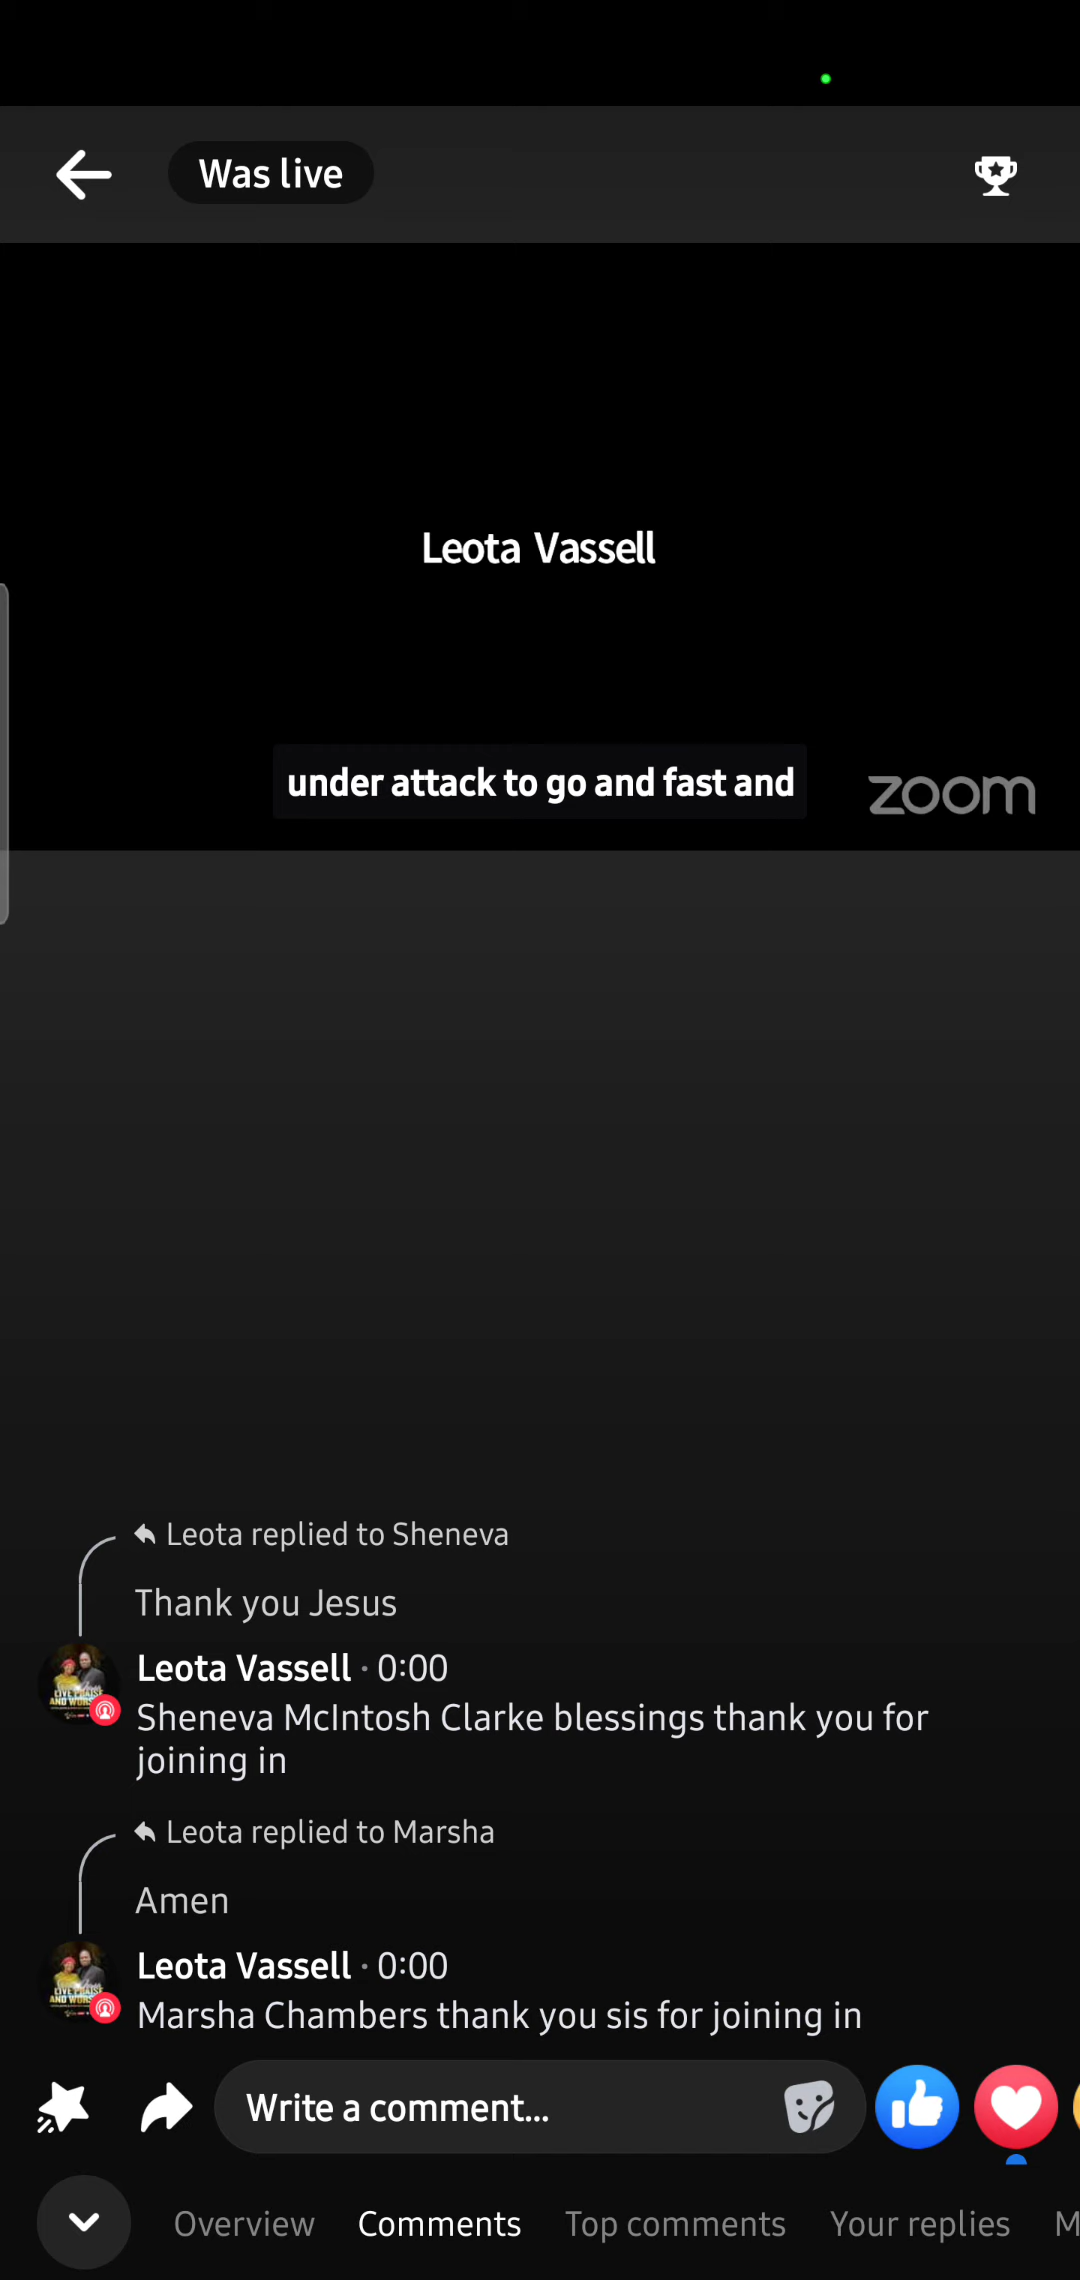 Was live
Leota Vassell
under attack to go and fast and
zoom
Leota replied to Sheneva
Thank you Jesus
Leota Vassell · 0:00
Sheneva McIntosh Clarke blessings thank you for
joining in
Leota replied to Marsha
Amen
Leota Vassell · 0:00
Marsha Chambers thank you sis for joining in
Write a comment...
Overview Comments Top comments Your replies M